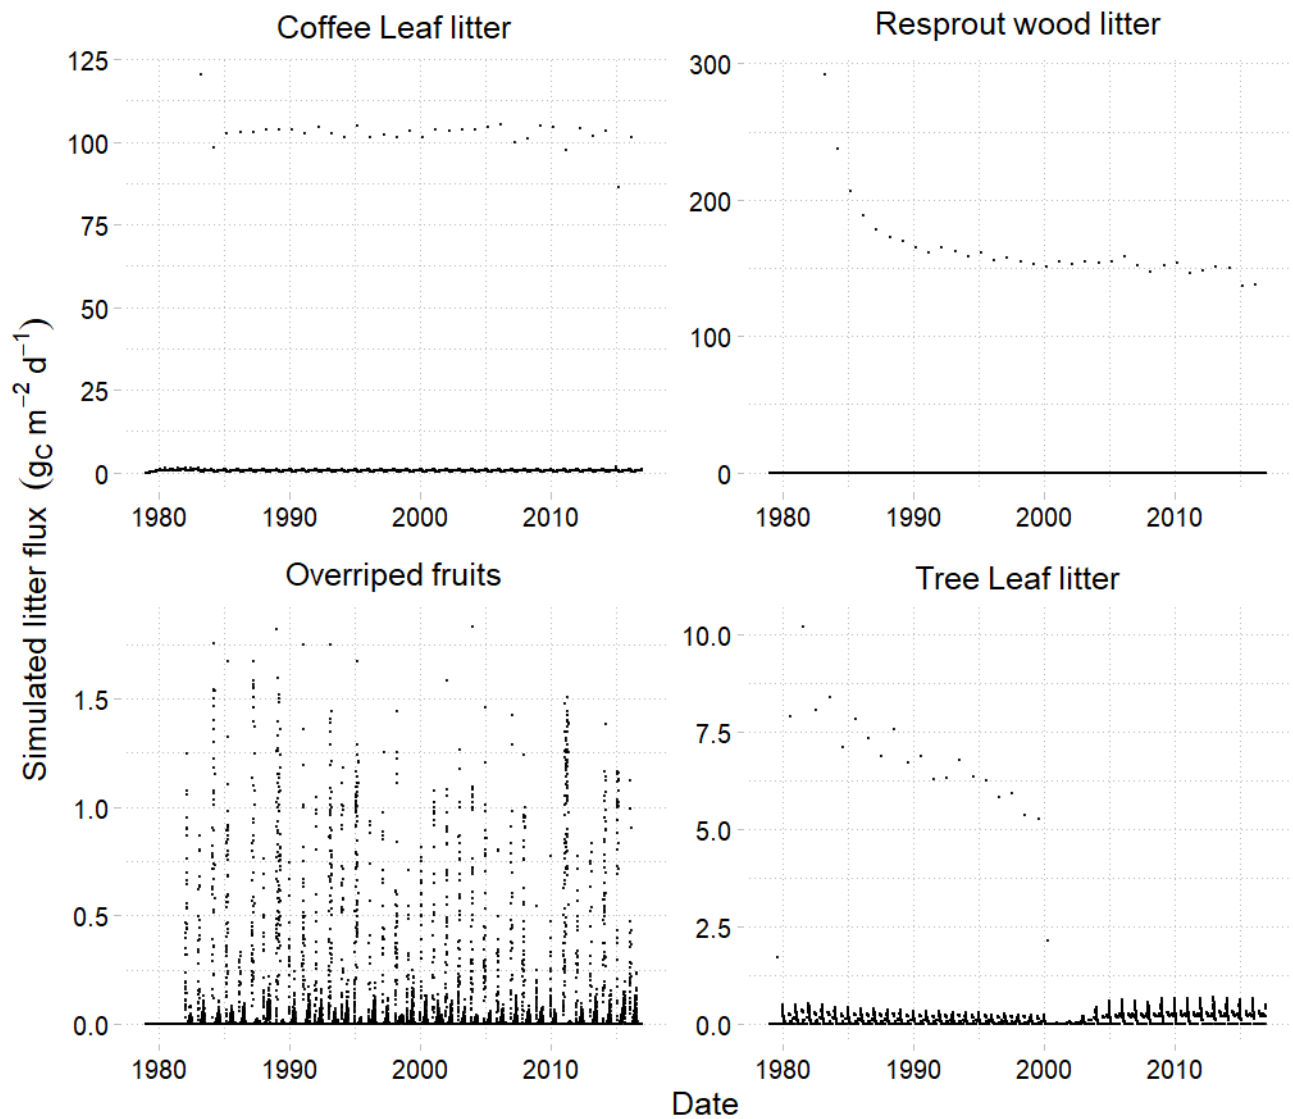 Coffee Leaf litter
125
100
75
50
25
0
1980 1990 2000 2010
Resprout wood litter
300
200
100
0
1980 1990 2000 2010
Overriped fruits
1.5
1.0
0.5
0.0
1980 1990 2000 2010
Tree Leaf litter
10.0
7.5
5.0
2.5
0.0
1980 1990 2000 2010
Simulated litter flux (gC m−2 d−1)
Date